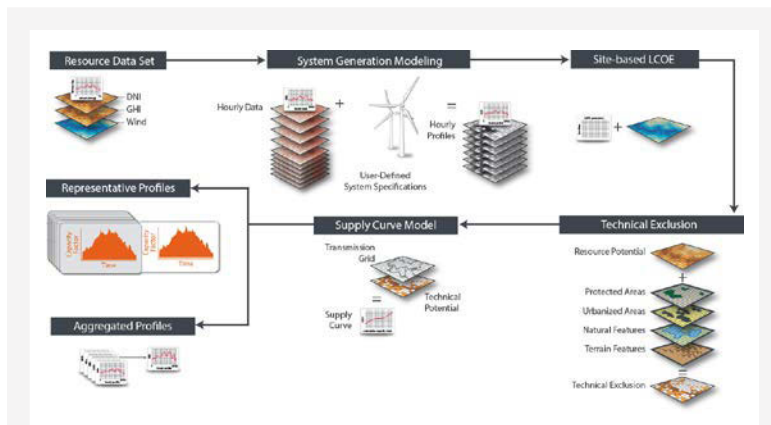 Resource Data Set
System Generation Modeling
Site-based LCOE
DNI
GHI
Wind
Hourly Data
+
=
Hourly
Profiles
User-Defined
System Specifications
+
Representative Profiles
Capacity
Factor
Time
Capacity
Factor
Time
Supply Curve Model
Transmission
Grid
Technical
Potential
=
Supply
Curve
Technical Exclusion
Resource Potential
+
Protected Areas
Urbanized Areas
Natural Features
Terrain Features
=
Technical Exclusion
Aggregated Profiles